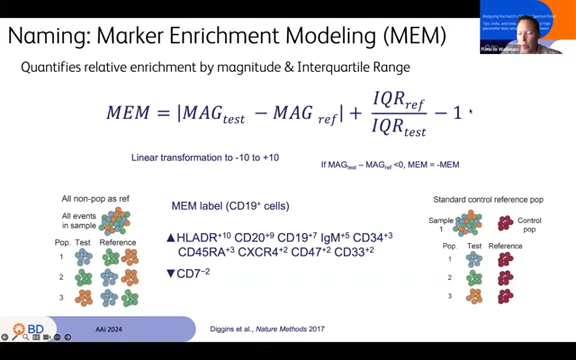 Naming: Marker Enrichment Modeling (MEM)
Quantifies relative enrichment by magnitude & Interquartile Range
MEM = |MAG_test − MAG_ref| + IQR_ref / IQR_test − 1
Linear transformation to -10 to +10
If MAG_test – MAG_ref <0, MEM = -MEM
All non-pop as ref
All events
in sample
Pop. Test Reference
1
2
3
MEM label (CD19⁺ cells)
▲HLADR⁺¹⁰ CD20⁺⁹ CD19⁺⁷ IgM⁺⁵ CD34⁺³
CD45RA⁺³ CXCR4⁺² CD47⁺² CD33⁺²
▼CD7⁻²
Standard control reference pop
Sample
1
Control
pop
Pop. Test Reference
1
2
3
BD
AAI 2024
Diggins et al., Nature Methods 2017